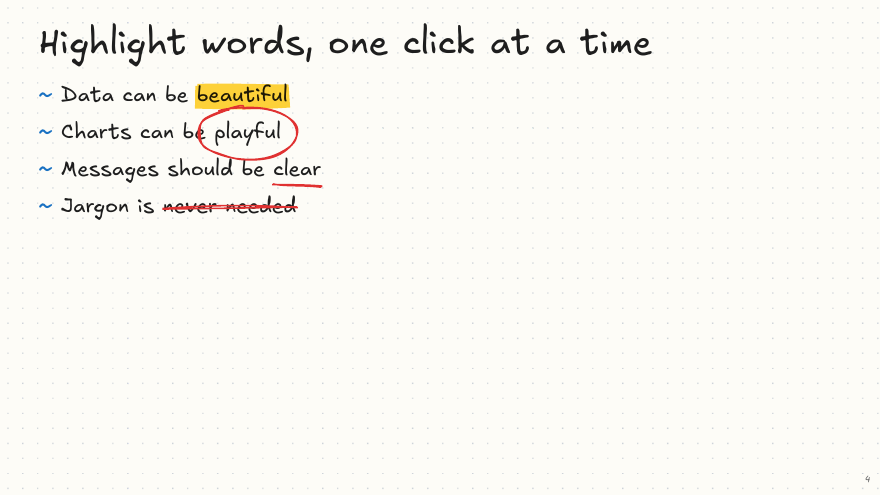 Highlight words, one click at a time
~ Data can be beautiful
~ Charts can be playful
~ Messages should be clear
~ Jargon is never needed
4